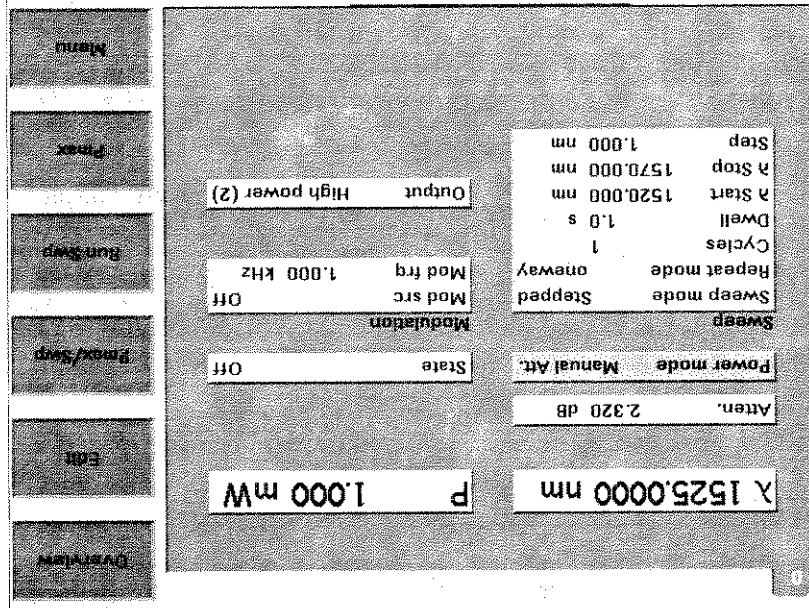 0
λ 1525.0000 nm
P 1.000 mW
Atten. 2.320 dB
Power mode Manual Att.
State Off
Sweep
Sweep mode Stepped
Repeat mode oneway
Cycles 1
Dwell 1.0 s
λ Start 1520.000 nm
λ Stop 1570.000 nm
Step 1.000 nm
Modulation
Mod src Off
Mod frq 1.000 kHz
Output High power (2)
Overview
Edit
Pmax/Swp
Run Swp
Pmax
Menu